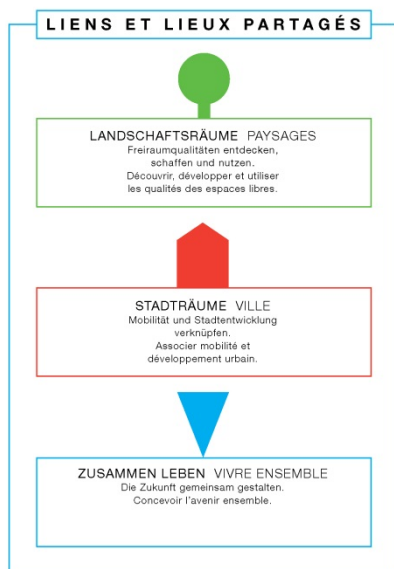 LIENS ET LIEUX PARTAGÉS
LANDSCHAFTSRÄUME PAYSAGES
Freiraumqualitäten entdecken,
schaffen und nutzen.
Découvrir, développer et utiliser
les qualités des espaces libres.
STADTRÄUME VILLE
Mobilität und Stadtentwicklung
verknüpfen.
Associer mobilité et
développement urbain.
ZUSAMMEN LEBEN VIVRE ENSEMBLE
Die Zukunft gemeinsam gestalten.
Concevoir l'avenir ensemble.